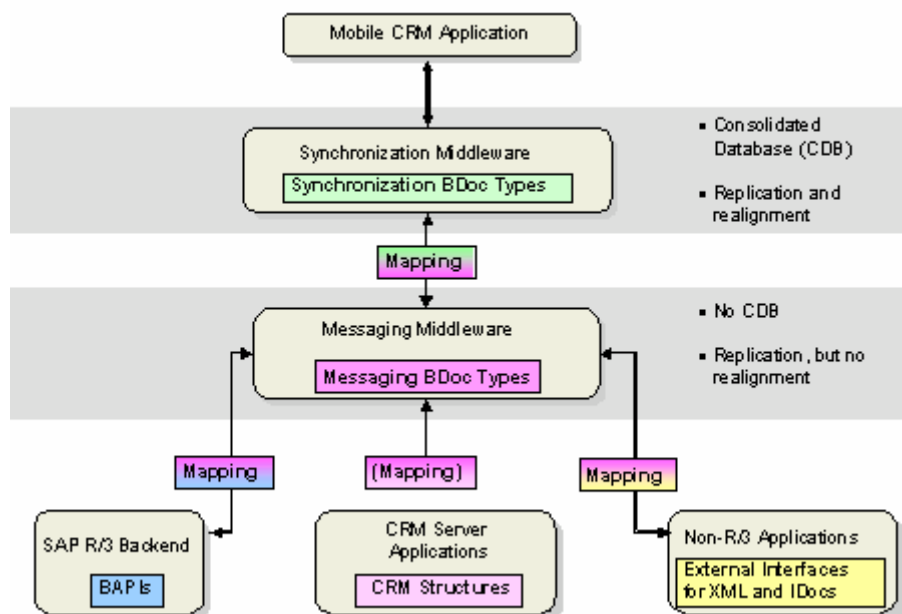 Mobile CRM Application
Synchronization Middleware
Synchronization BDoc Types
▪ Consolidated
Database (CDB)
▪ Replication and
realignment
Mapping
Messaging Middleware
Messaging BDoc Types
▪ No CDB
▪ Replication, but no
realignment
Mapping
(Mapping)
Mapping
SAP R/3 Backend
BAPIs
CRM Server
Applications
CRM Structures
Non-R/3 Applications
External Interfaces
for XML and IDocs